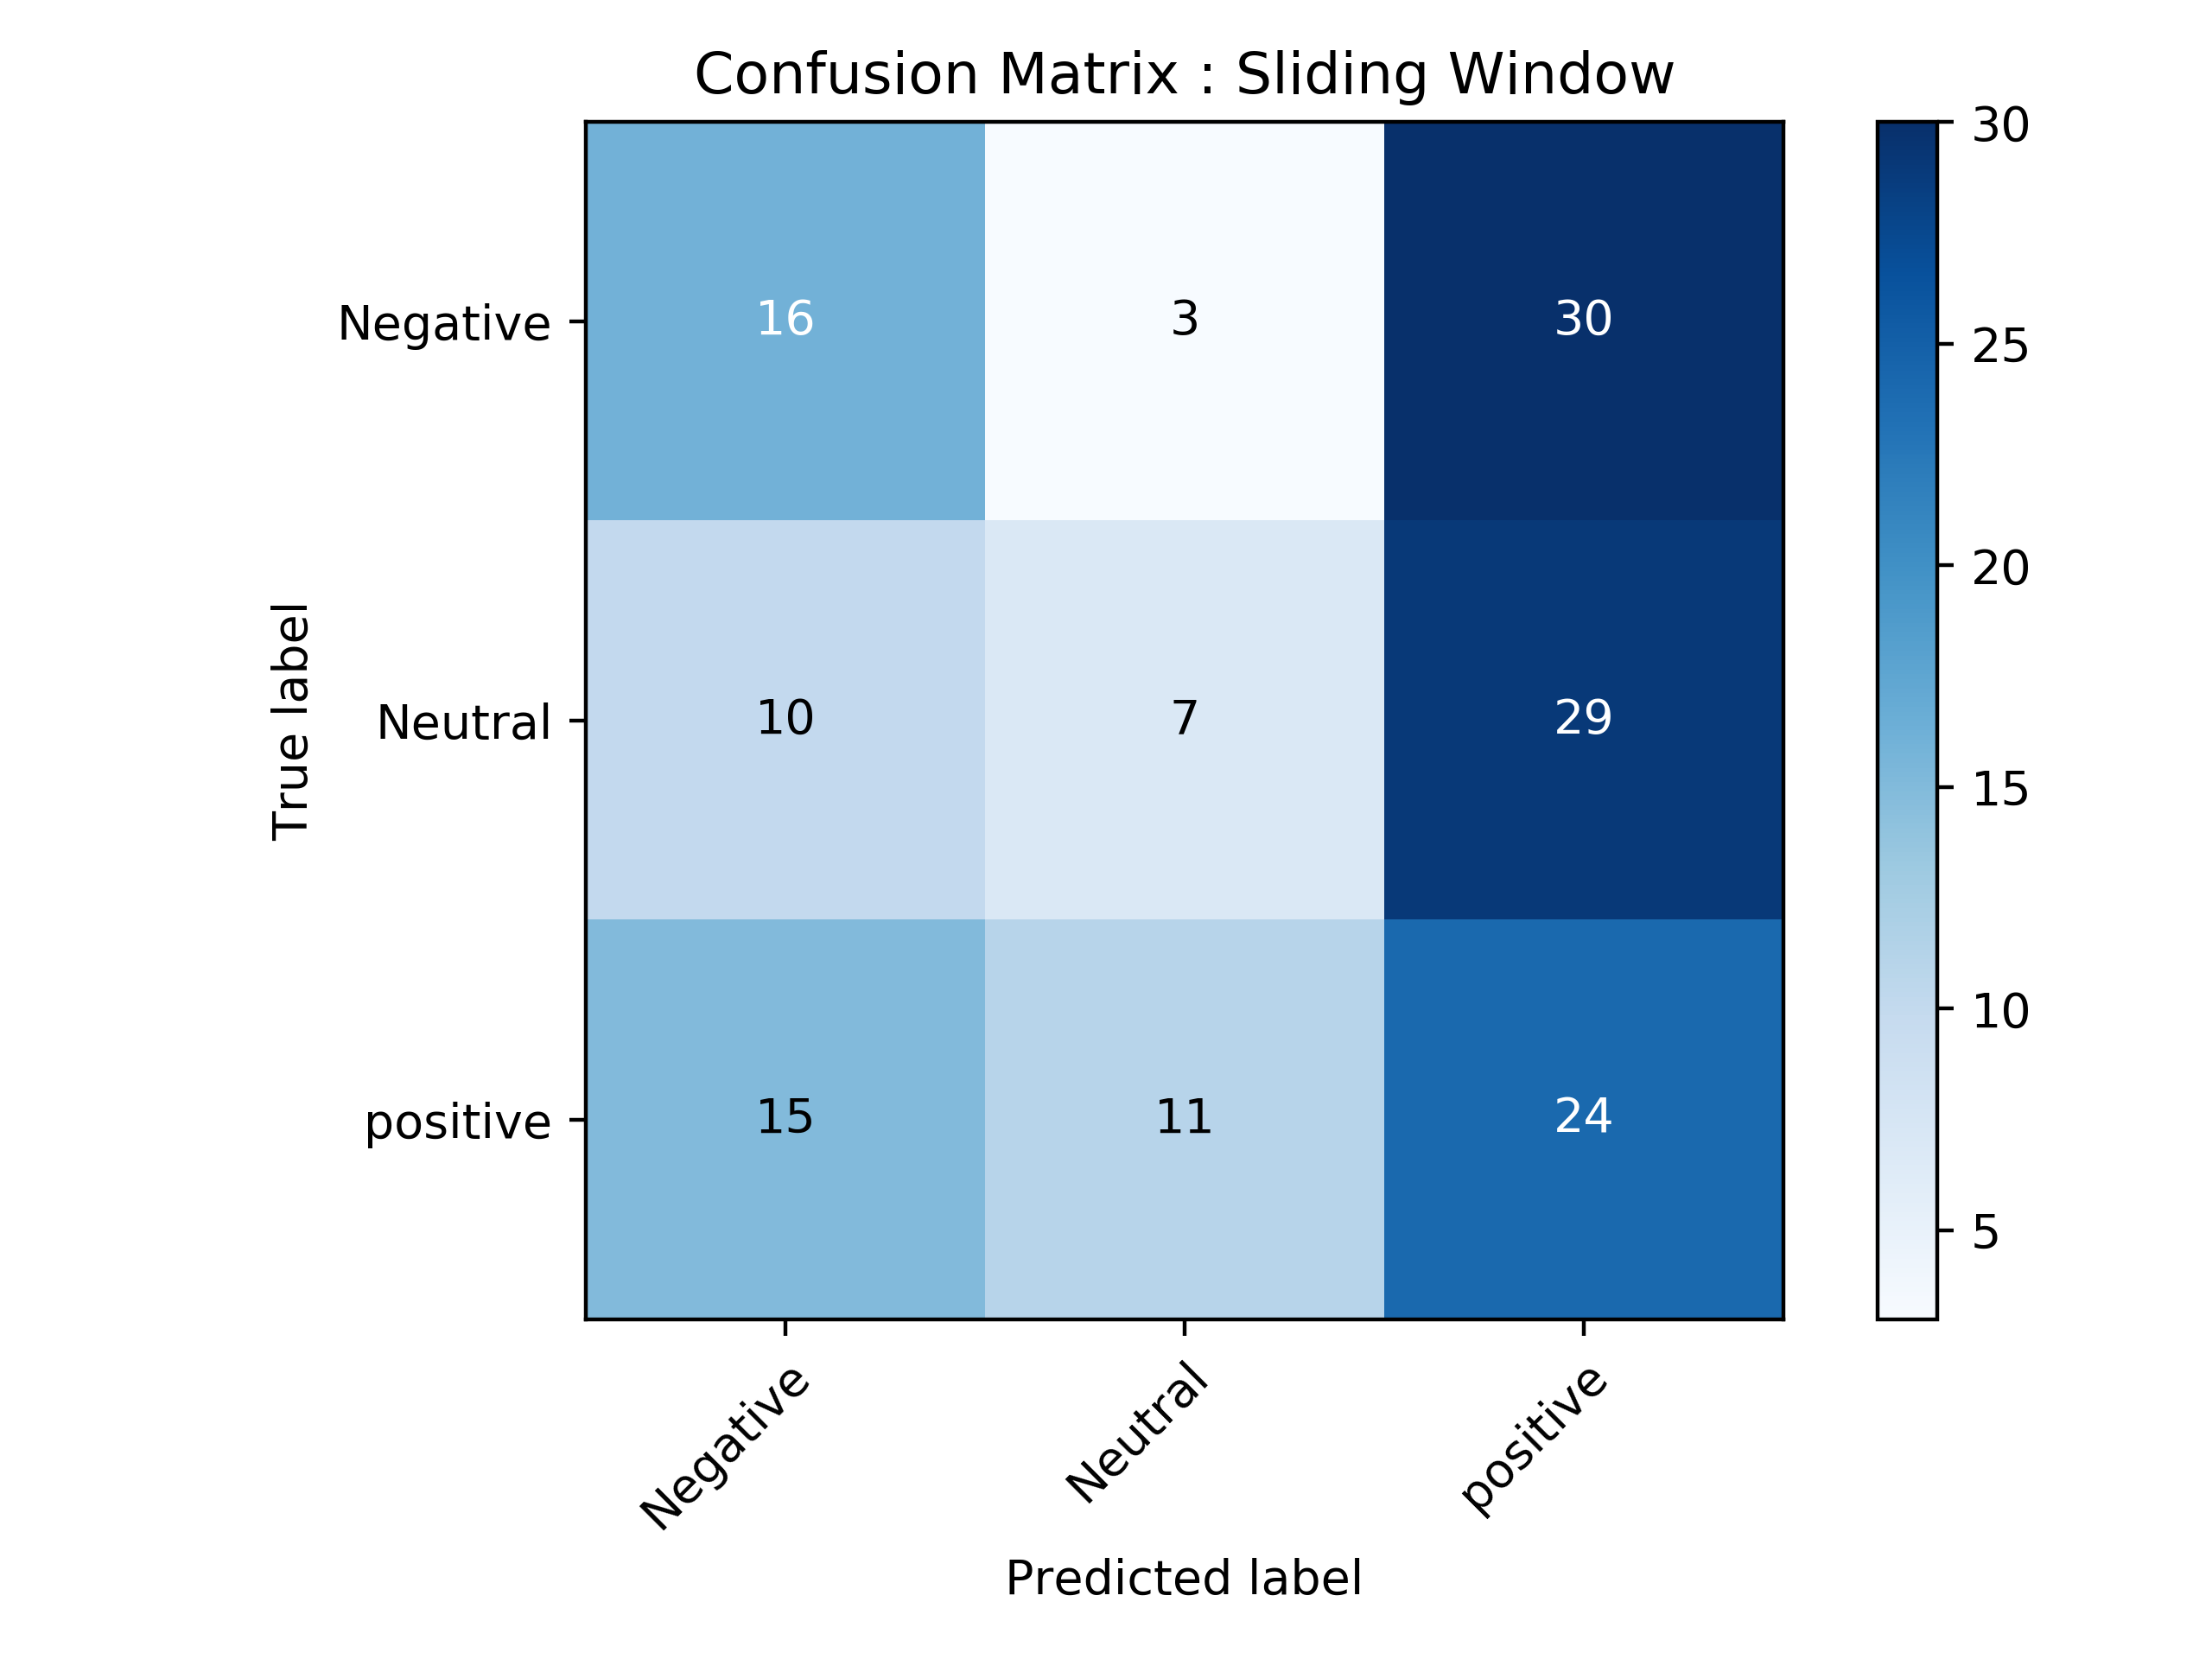 Confusion Matrix : Sliding Window
True label
Negative
Neutral
positive
16 3 30
10 7 29
15 11 24
Negative
Neutral
positive
Predicted label
30
25
20
15
10
5